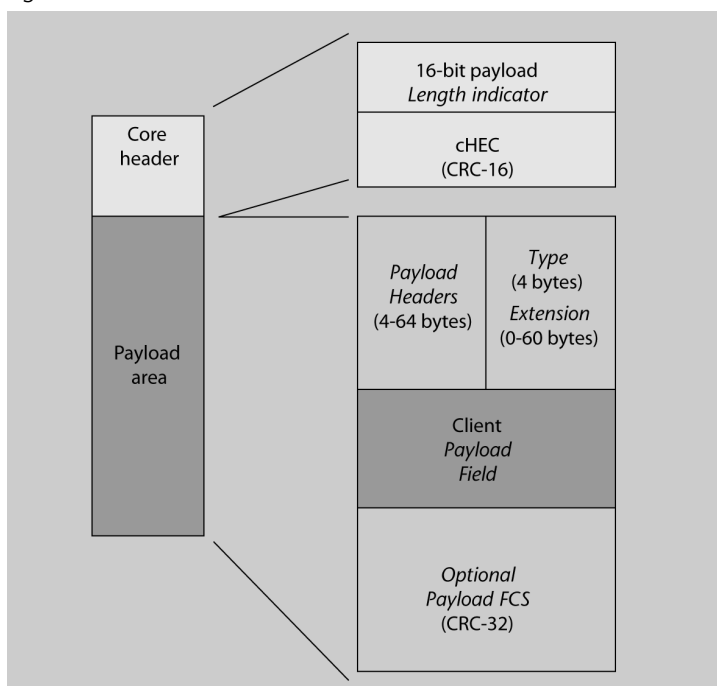 Core
header
Payload
area
16-bit payload
Length indicator
cHEC
(CRC-16)
Payload
Headers
(4-64 bytes)
Type
(4 bytes)
Extension
(0-60 bytes)
Client
Payload
Field
Optional
Payload FCS
(CRC-32)